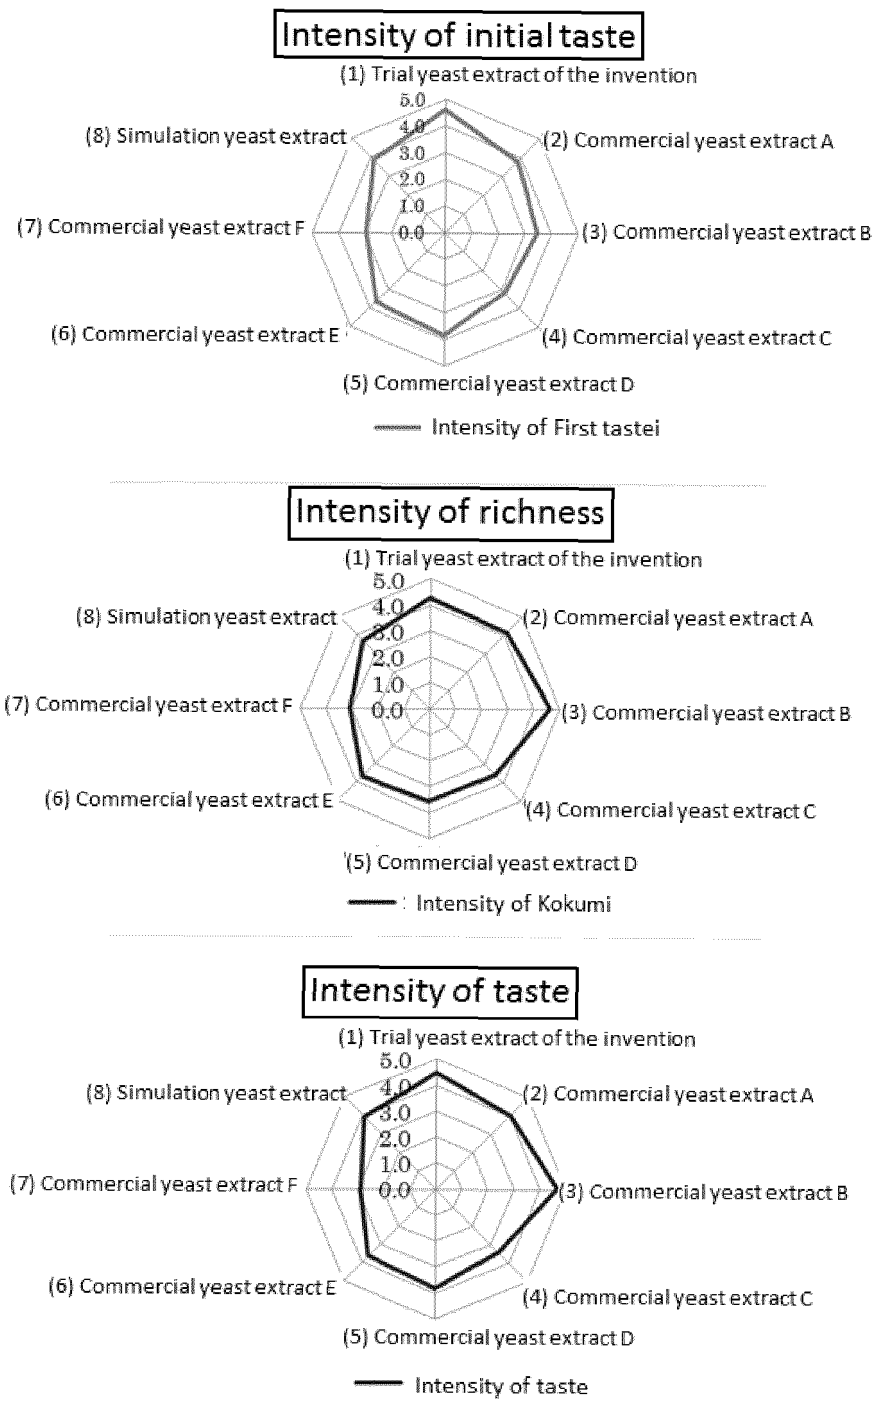 Intensity of initial taste
(1) Trial yeast extract of the invention
5.0
(8) Simulation yeast extract
4.0
(2) Commercial yeast extract A
3.0
2.0
1.0
(7) Commercial yeast extract F
0.0
(3) Commercial yeast extract B
(6) Commercial yeast extract E
(4) Commercial yeast extract C
(5) Commercial yeast extract D
Intensity of First tastei
Intensity of richness
(1) Trial yeast extract of the invention
5.0
4.0
(8) Simulation yeast extract
(2) Commercial yeast extract A
3.0
2.0
1.0
(7) Commercial yeast extract F
0.0
(3) Commercial yeast extract B
(6) Commercial yeast extract E
(4) Commercial yeast extract C
(5) Commercial yeast extract D
: Intensity of Kokumi
Intensity of taste
(1) Trial yeast extract of the invention
5.0
4.0
(8) Simulation yeast extract
(2) Commercial yeast extract A
3.0
2.0
1.0
(7) Commercial yeast extract F
0.0
(3) Commercial yeast extract B
(6) Commercial yeast extract E
(4) Commercial yeast extract C
(5) Commercial yeast extract D
Intensity of taste